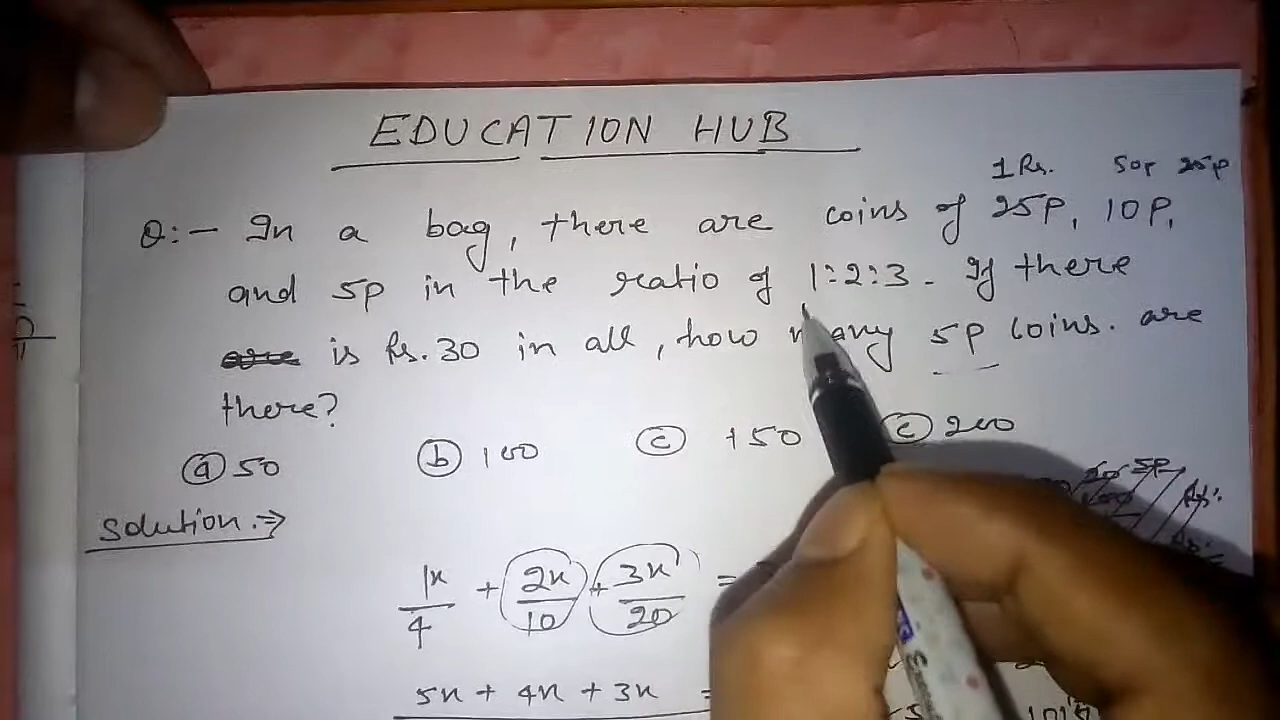 EDUCATION HUB
1 Rs. 50p 25p
Q:- In a bag, there are coins of 25P, 10P,
and 5p in the ratio of 1:2:3. If there
is Rs. 30 in all, how many 5P coins. are
there?
(a) 50 (b) 100 (c) 150 (c) 200
Solution.⇒
1x/4 + 2x/10 + 3x/20 =
5x + 4x + 3x =